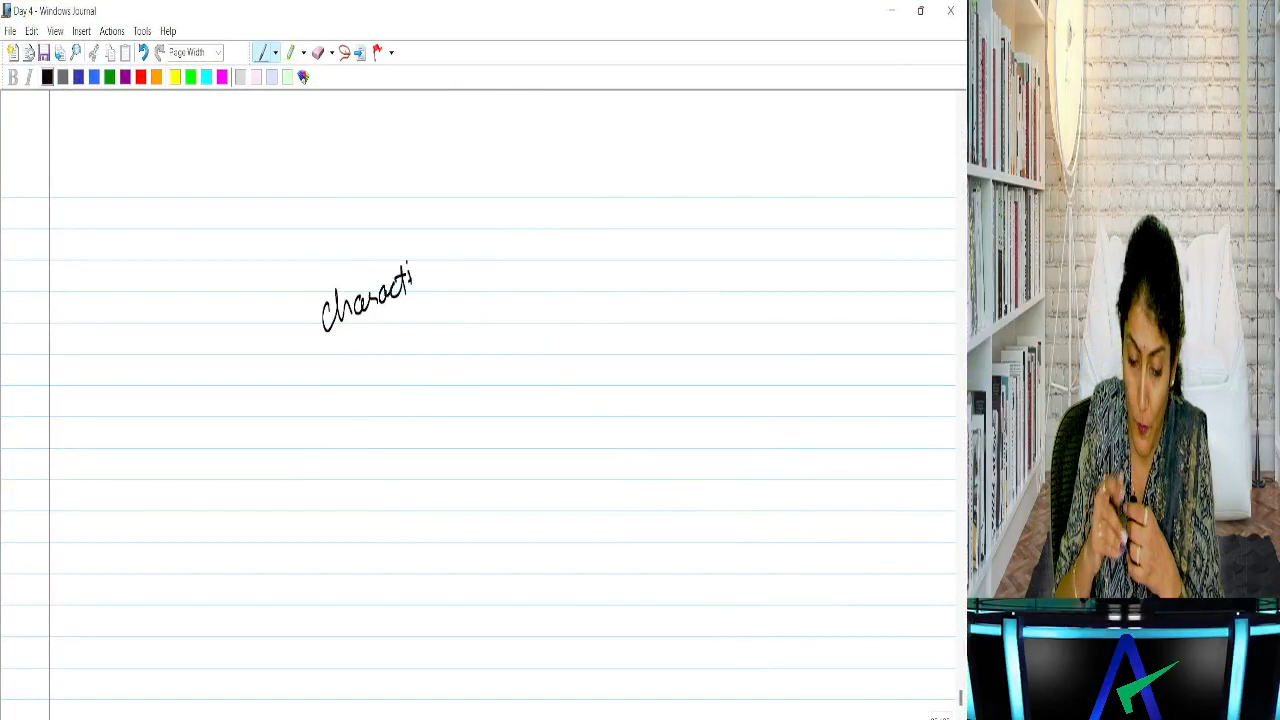 Day 4 - Windows Journal
File Edit View Insert Actions Tools Help
Page Width
B I
characti